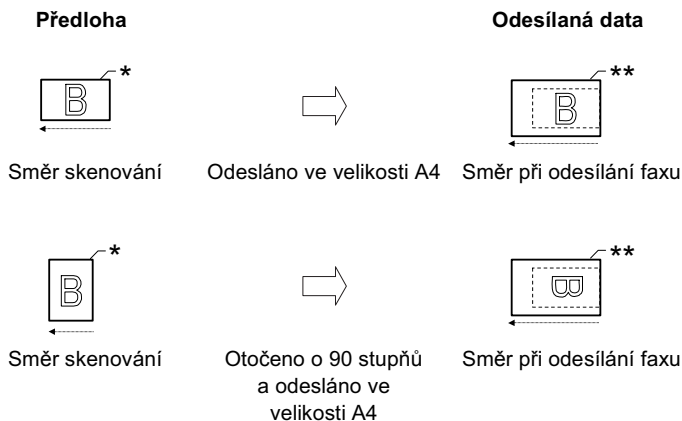 Předloha
Odesílaná data
B *
B **
Směr skenování
Odesláno ve velikosti A4
Směr při odesílání faxu
B *
B **
Směr skenování
Otočeno o 90 stupňů
a odesláno ve
velikosti A4
Směr při odesílání faxu